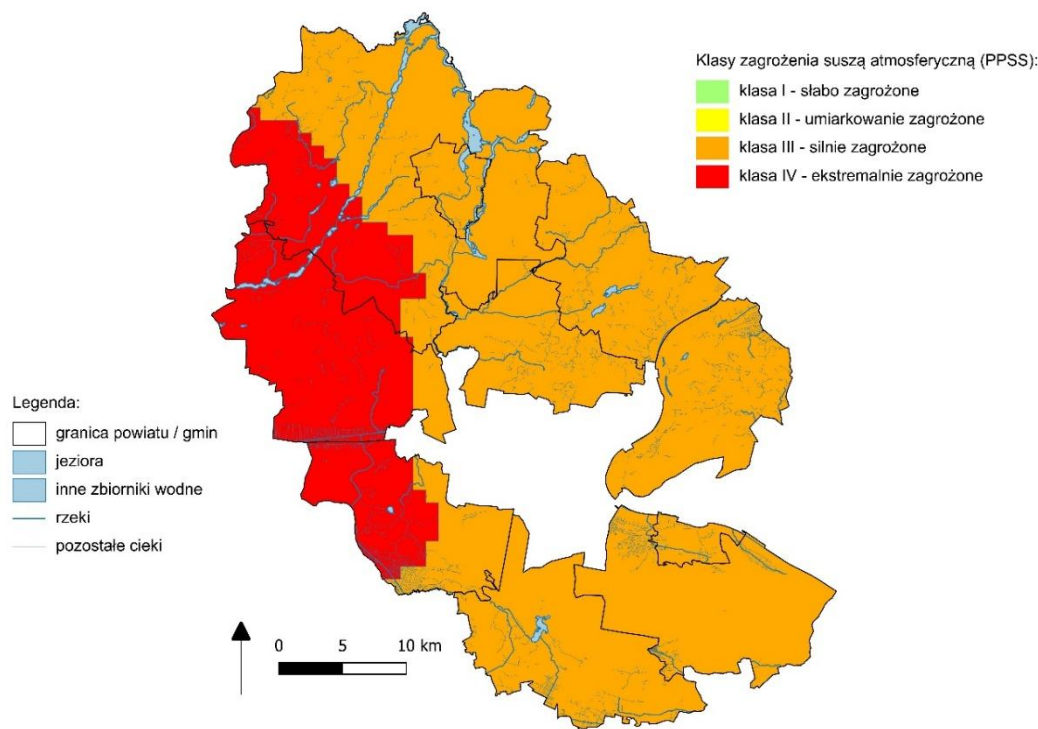 Klasy zagrożenia suszą atmosferyczną (PPSS):
klasa I - słabo zagrożone
klasa II - umiarkowanie zagrożone
klasa III - silnie zagrożone
klasa IV - ekstremalnie zagrożone
Legenda:
granica powiatu / gmin
jeziora
inne zbiorniki wodne
rzeki
pozostałe cieki
0 5 10 km